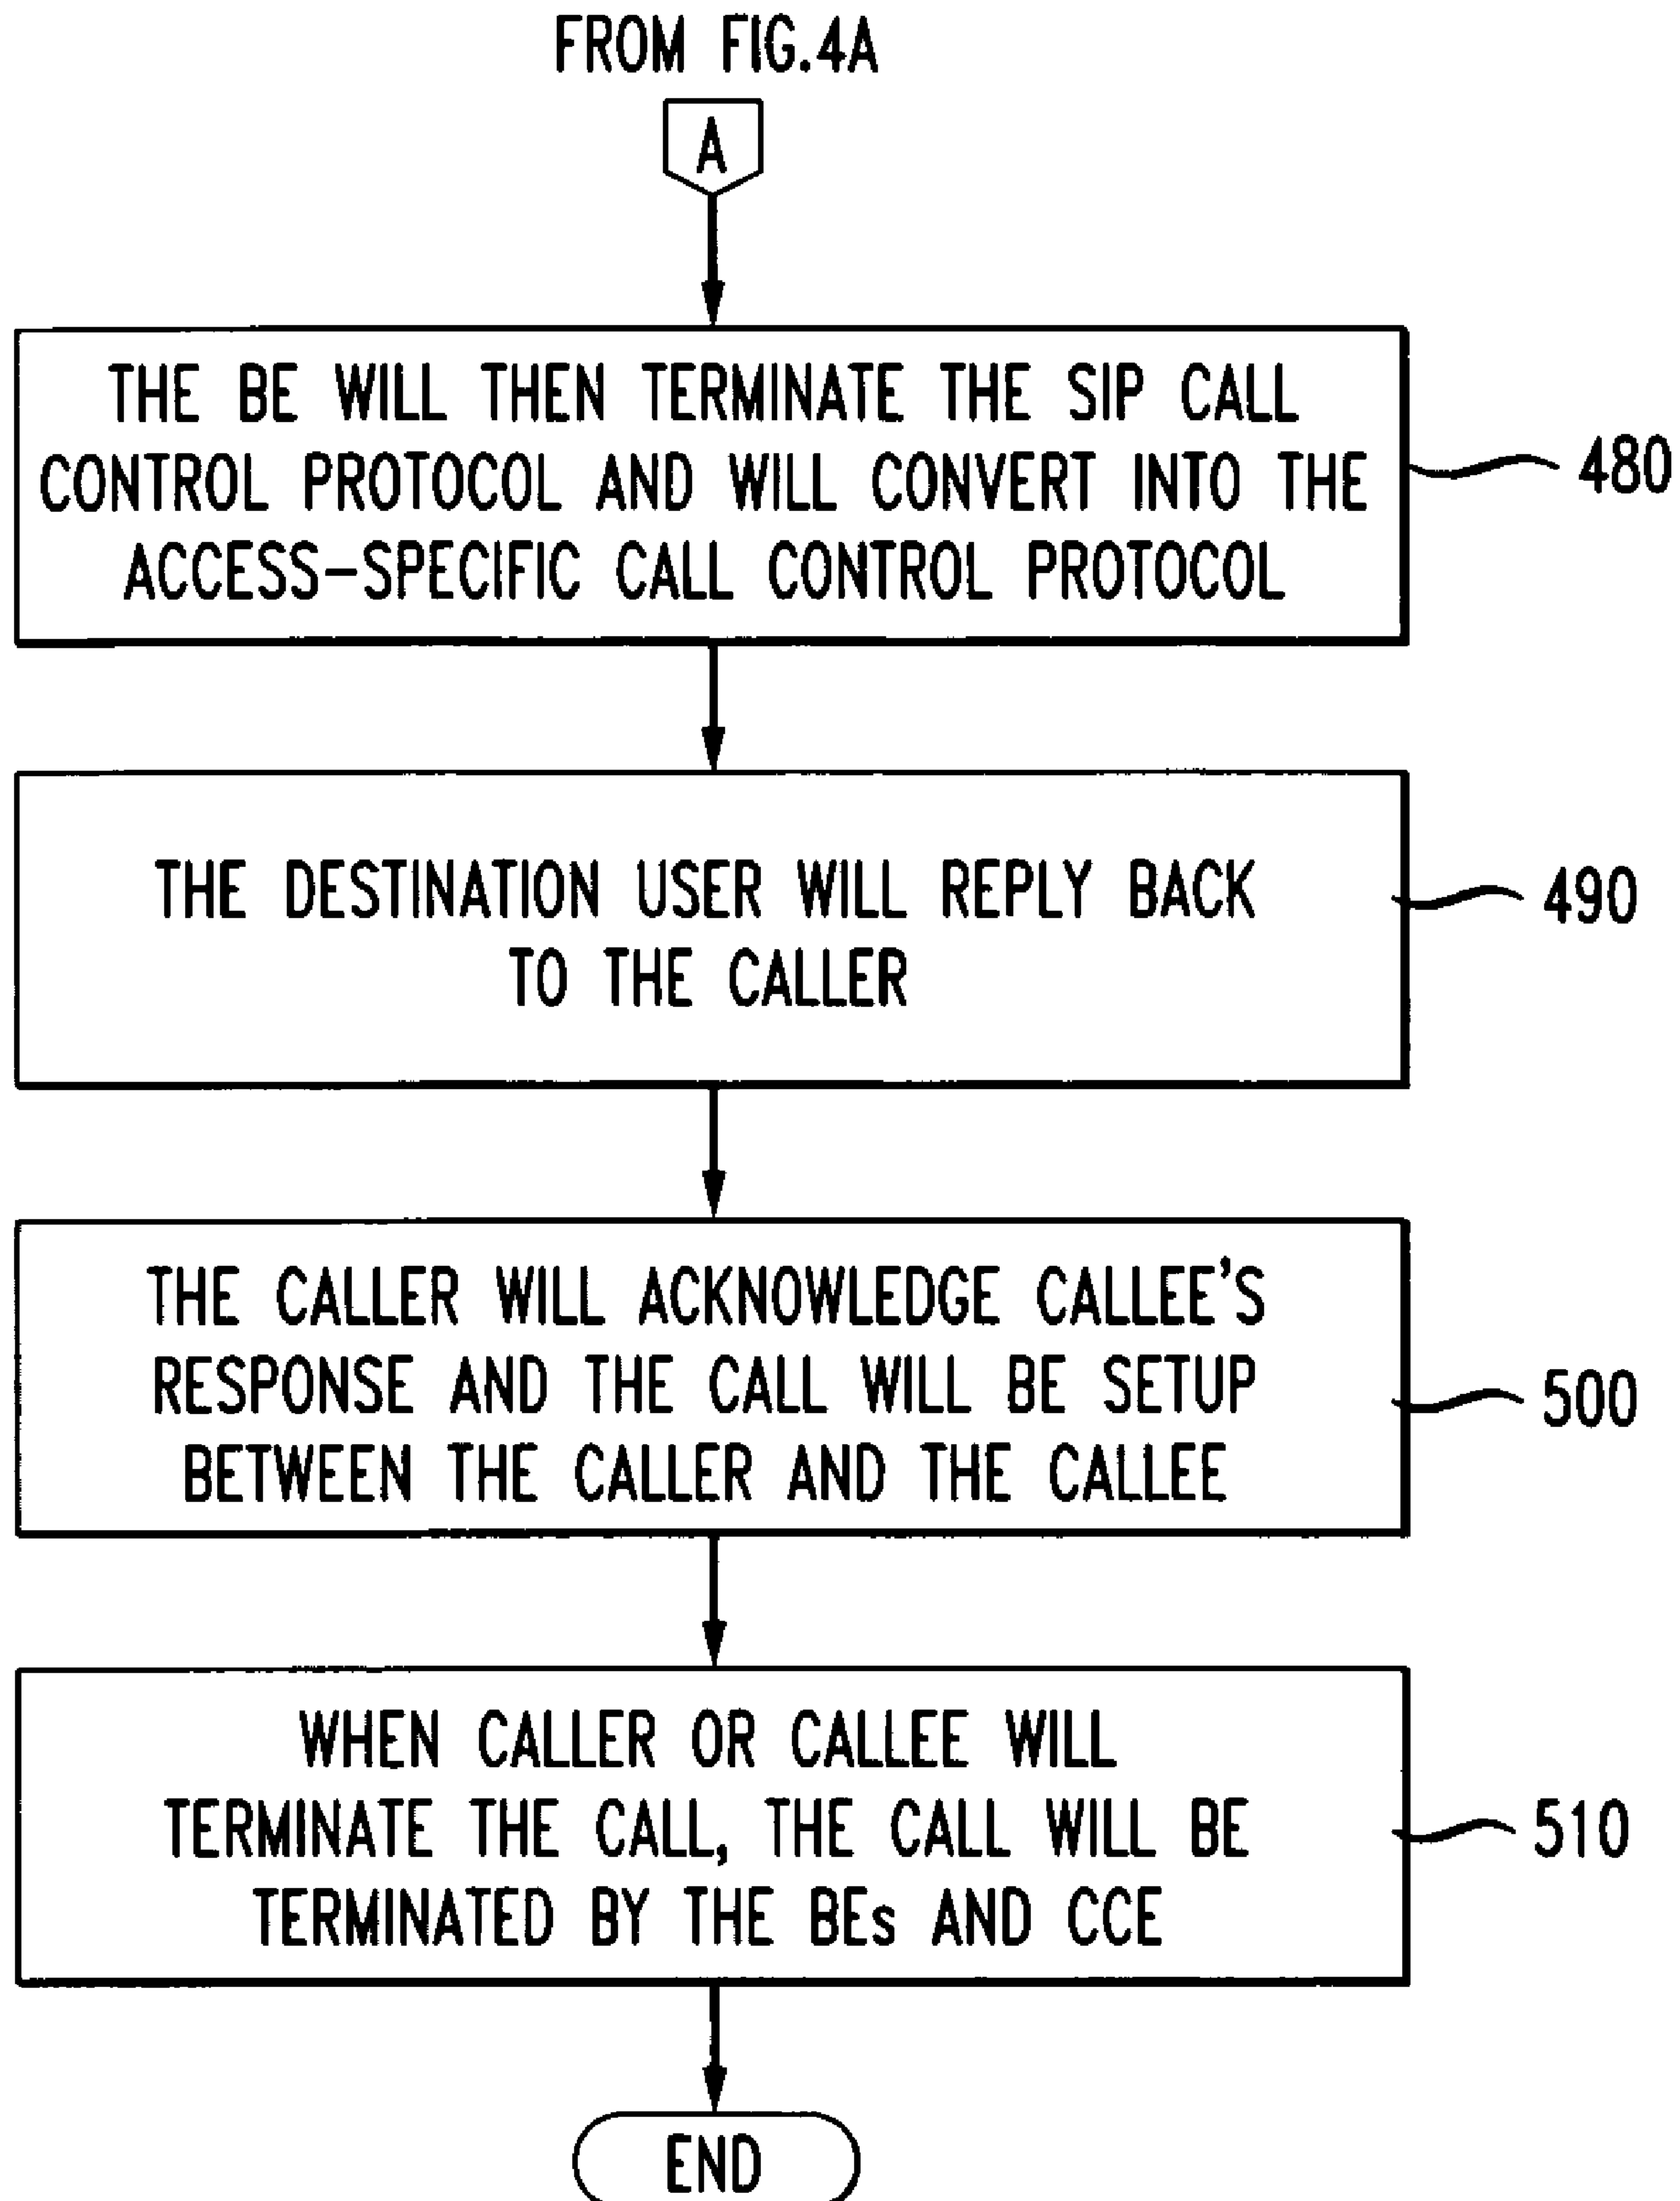 FROM FIG.4A
A
THE BE WILL THEN TERMINATE THE SIP CALL
CONTROL PROTOCOL AND WILL CONVERT INTO THE
ACCESS-SPECIFIC CALL CONTROL PROTOCOL
480
THE DESTINATION USER WILL REPLY BACK
TO THE CALLER
490
THE CALLER WILL ACKNOWLEDGE CALLEE'S
RESPONSE AND THE CALL WILL BE SETUP
BETWEEN THE CALLER AND THE CALLEE
500
WHEN CALLER OR CALLEE WILL
TERMINATE THE CALL, THE CALL WILL BE
TERMINATED BY THE BEs AND CCE
510
END